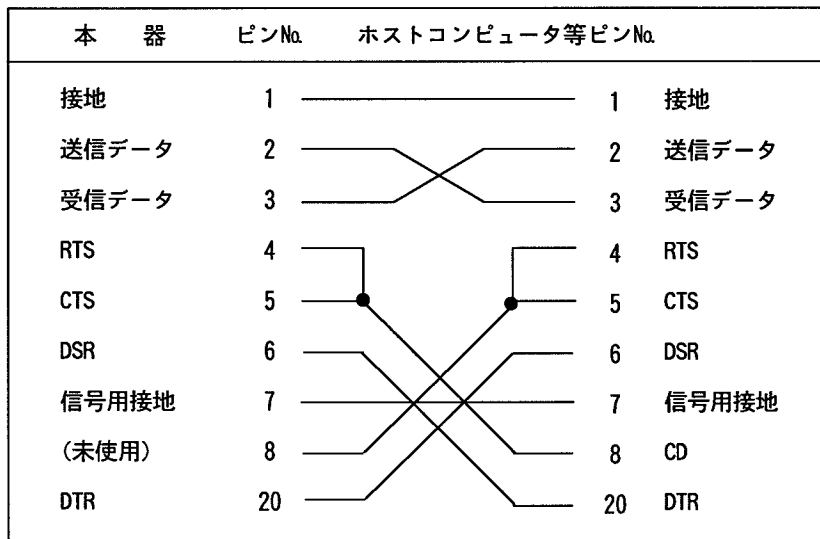 本 器 ピン№ ホストコンピュータ等ピン№
接地 1 1 接地
送信データ 2 2 送信データ
受信データ 3 3 受信データ
RTS 4 4 RTS
CTS 5 5 CTS
DSR 6 6 DSR
信号用接地 7 7 信号用接地
(未使用) 8 8 CD
DTR 20 20 DTR